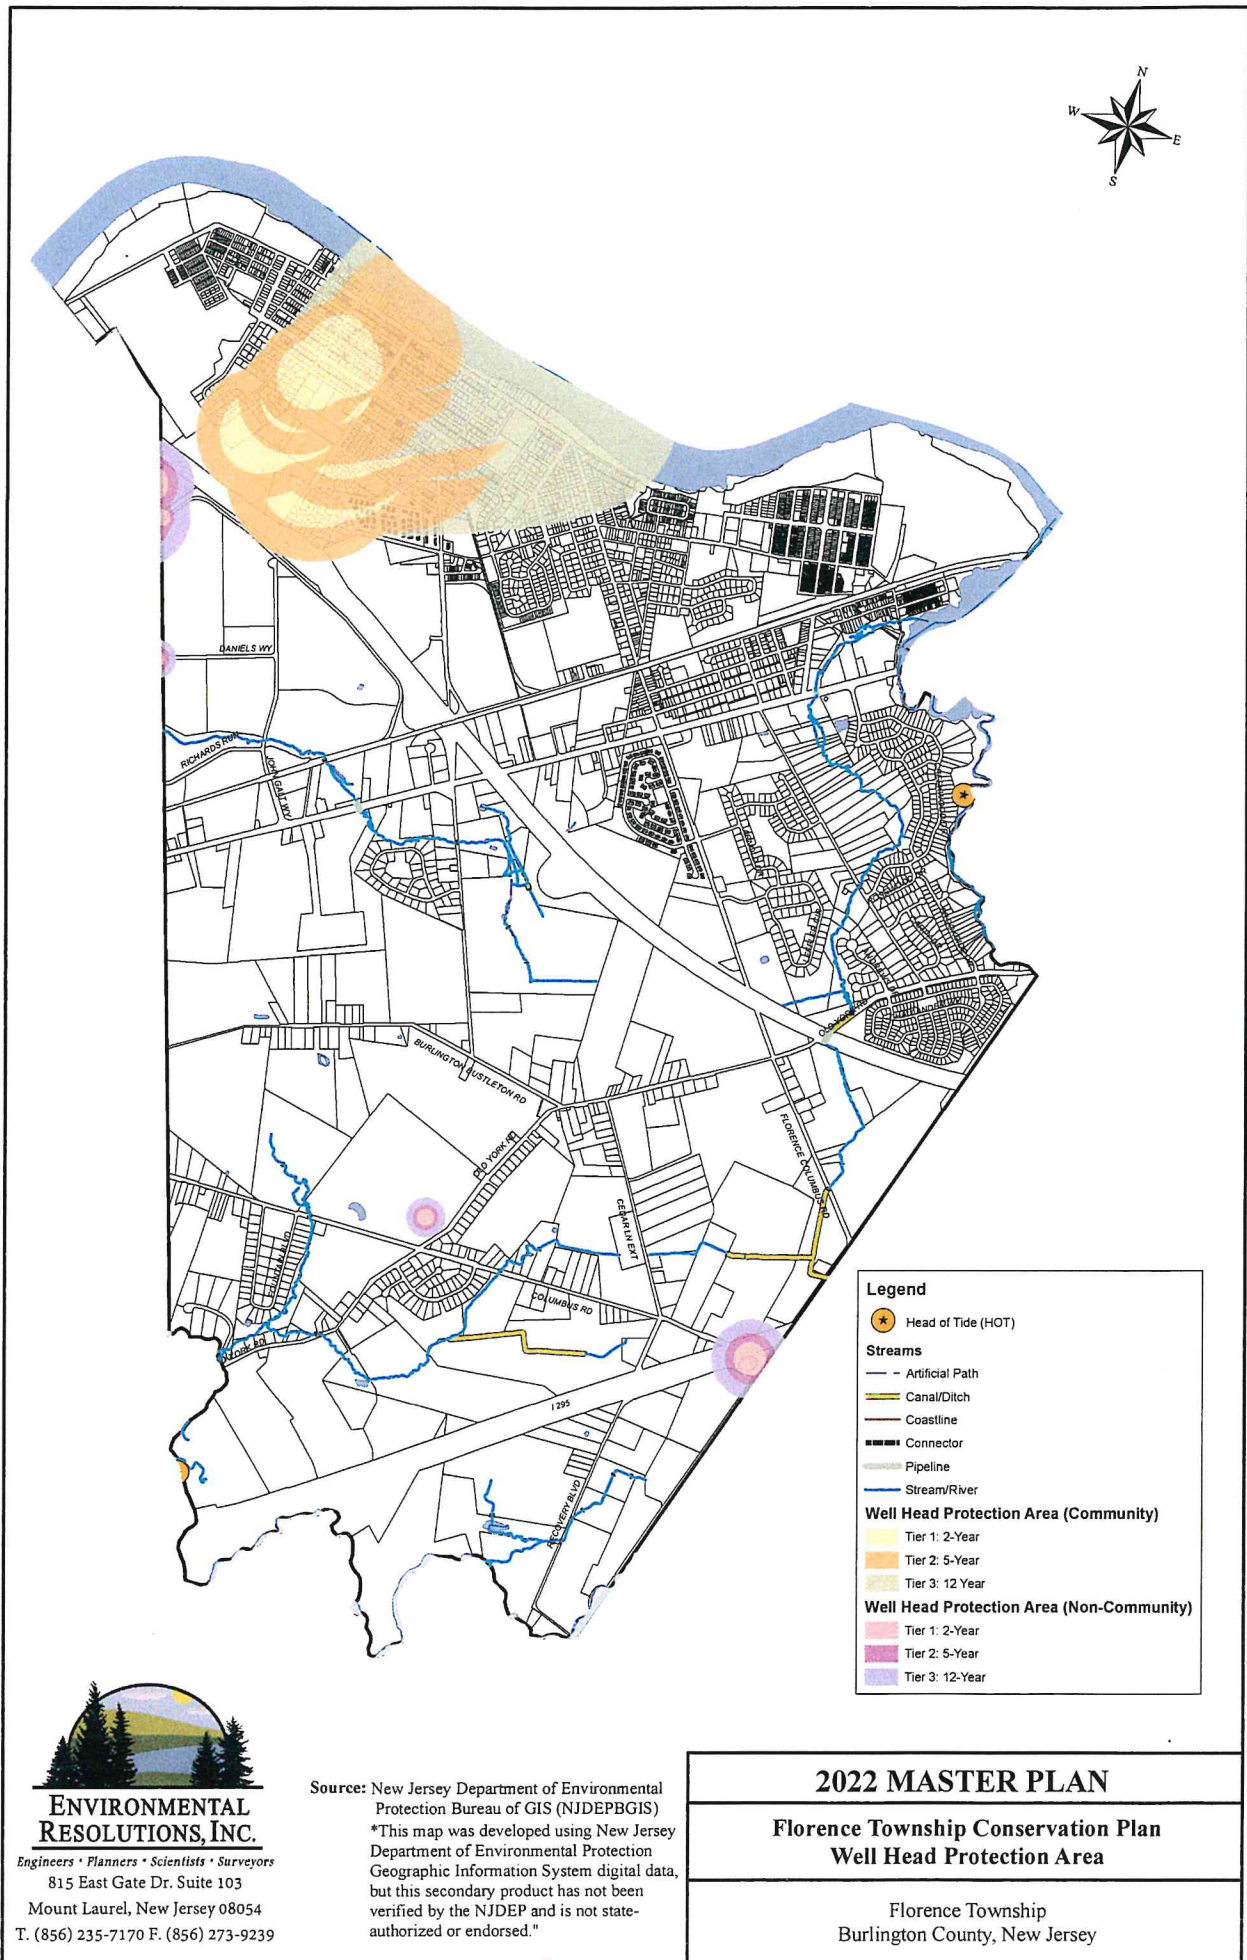 N
W
E
S
DANIELS WY
RICHARDS RUN
JOHN GALT WY
OLD YORK RD
BURLINGTON BUSTLETON RD
OLD YORK RD
FLORENCE COLUMBUS RD
CEDAR LN EXT
FOUNTAIN BLVD
COLUMBUS RD
YORK RD
I 295
RECOVERY BLVD
Legend
Head of Tide (HOT)
Streams
Artificial Path
Canal/Ditch
Coastline
Connector
Pipeline
Stream/River
Well Head Protection Area (Community)
Tier 1: 2-Year
Tier 2: 5-Year
Tier 3: 12 Year
Well Head Protection Area (Non-Community)
Tier 1: 2-Year
Tier 2: 5-Year
Tier 3: 12-Year
ENVIRONMENTAL
RESOLUTIONS, INC.
Engineers • Planners • Scientists • Surveyors
815 East Gate Dr. Suite 103
Mount Laurel, New Jersey 08054
T. (856) 235-7170 F. (856) 273-9239
Source: New Jersey Department of Environmental
Protection Bureau of GIS (NJDEPBGIS)
*This map was developed using New Jersey
Department of Environmental Protection
Geographic Information System digital data,
but this secondary product has not been
verified by the NJDEP and is not state-
authorized or endorsed."
2022 MASTER PLAN
Florence Township Conservation Plan
Well Head Protection Area
Florence Township
Burlington County, New Jersey